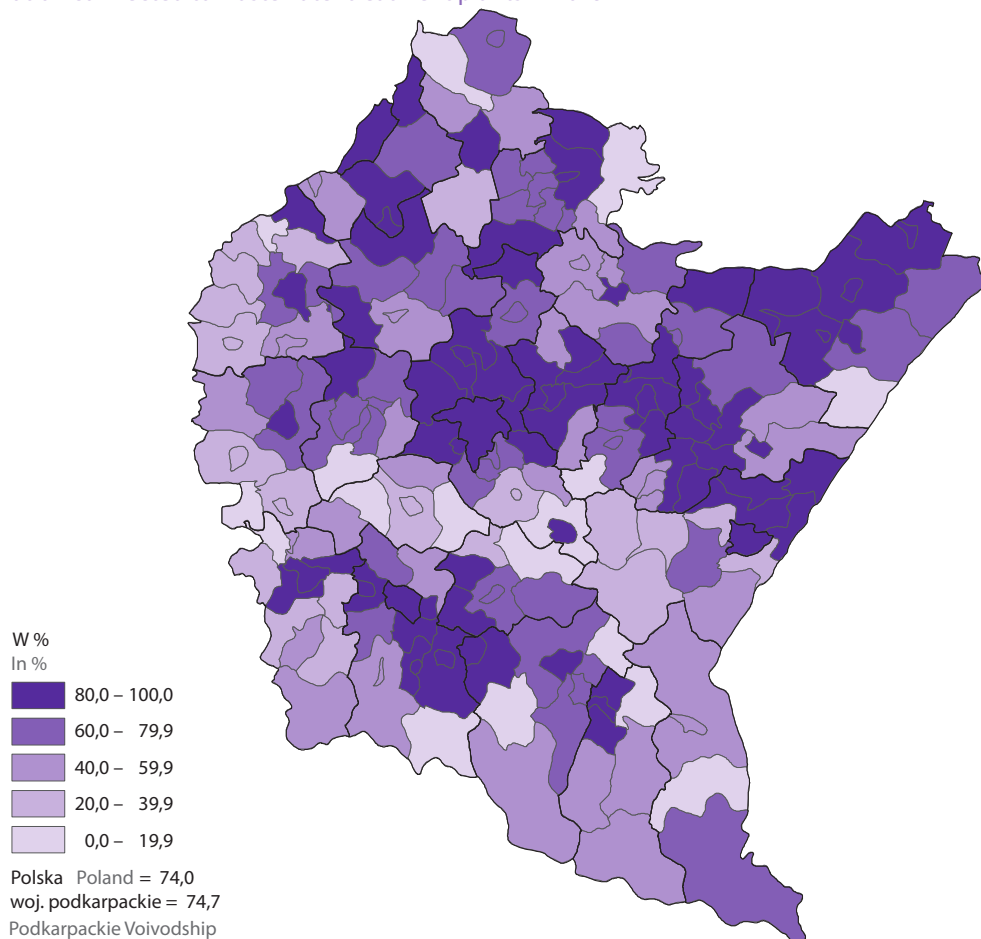 W %
In %
80,0 – 100,0
60,0 – 79,9
40,0 – 59,9
20,0 – 39,9
0,0 – 19,9
Polska Poland = 74,0
woj. podkarpackie = 74,7
Podkarpackie Voivodship